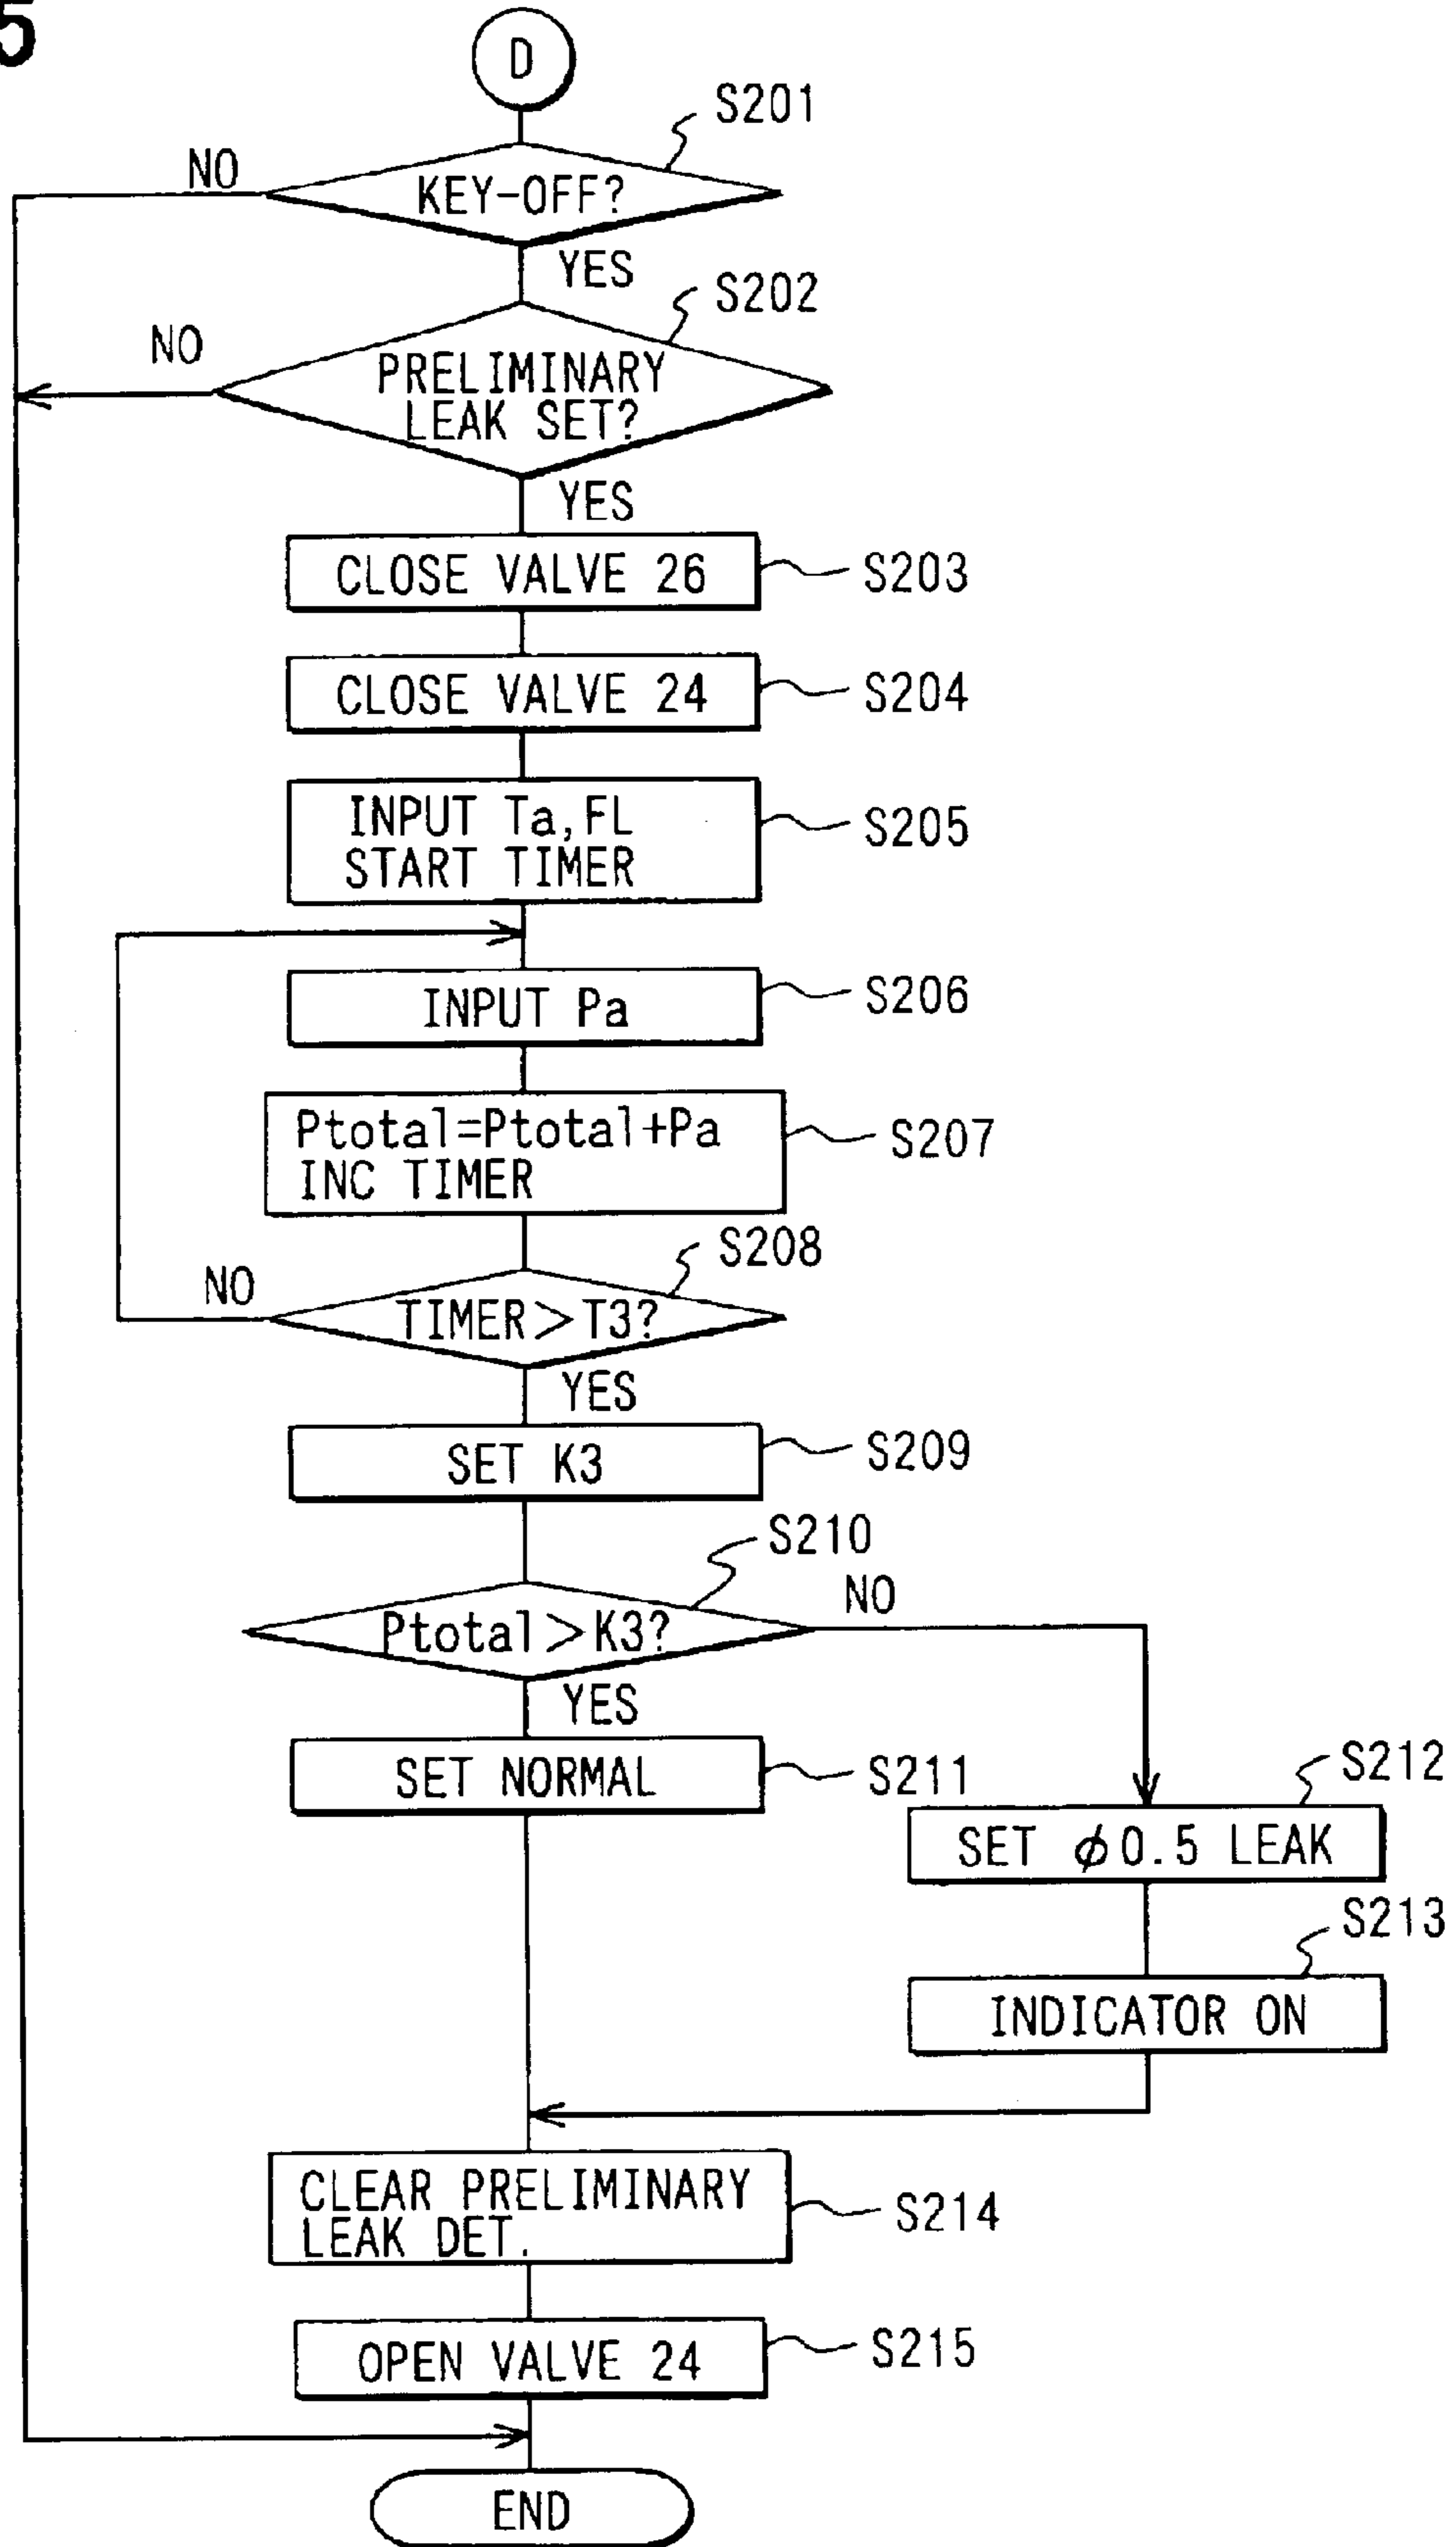 5
D
S201
NO
KEY-OFF?
YES
S202
NO
PRELIMINARY
LEAK SET?
YES
CLOSE VALVE 26
S203
CLOSE VALVE 24
S204
INPUT Ta,FL
START TIMER
S205
INPUT Pa
S206
Ptotal=Ptotal+Pa
INC TIMER
S207
S208
NO
TIMER>T3?
YES
SET K3
S209
S210
NO
Ptotal>K3?
YES
SET NORMAL
S211
S212
SET φ0.5 LEAK
S213
INDICATOR ON
CLEAR PRELIMINARY
LEAK DET.
S214
OPEN VALVE 24
S215
END